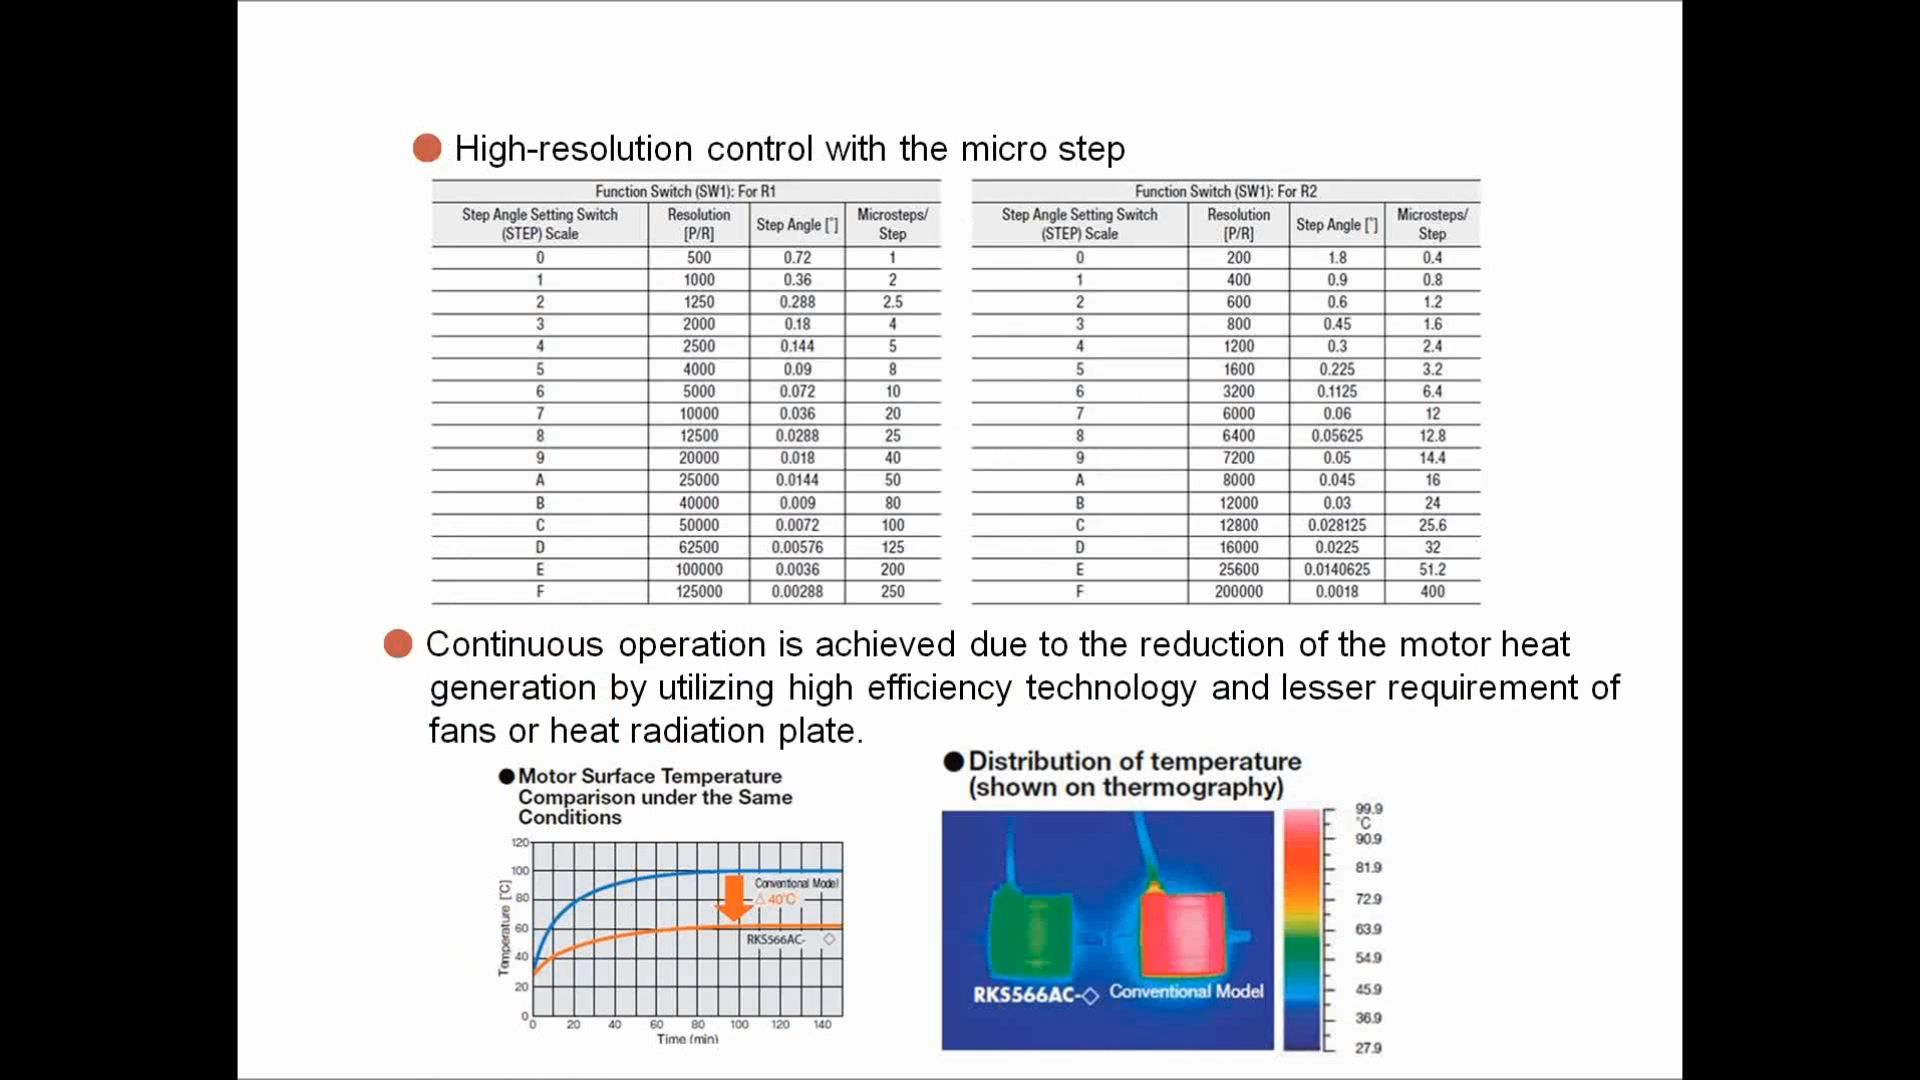 High-resolution control with the micro step
Function Switch (SW1): For R1
Step Angle Setting Switch (STEP) Scale Resolution [P/R] Step Angle [°] Microsteps/ Step
0 500 0.72 1
1 1000 0.36 2
2 1250 0.288 2.5
3 2000 0.18 4
4 2500 0.144 5
5 4000 0.09 8
6 5000 0.072 10
7 10000 0.036 20
8 12500 0.0288 25
9 20000 0.018 40
A 25000 0.0144 50
B 40000 0.009 80
C 50000 0.0072 100
D 62500 0.00576 125
E 100000 0.0036 200
F 125000 0.00288 250
Function Switch (SW1): For R2
Step Angle Setting Switch (STEP) Scale Resolution [P/R] Step Angle [°] Microsteps/ Step
0 200 1.8 0.4
1 400 0.9 0.8
2 600 0.6 1.2
3 800 0.45 1.6
4 1200 0.3 2.4
5 1600 0.225 3.2
6 3200 0.1125 6.4
7 6000 0.06 12
8 6400 0.05625 12.8
9 7200 0.05 14.4
A 8000 0.045 16
B 12000 0.03 24
C 12800 0.028125 25.6
D 16000 0.0225 32
E 25600 0.0140625 51.2
F 200000 0.0018 400
Continuous operation is achieved due to the reduction of the motor heat
generation by utilizing high efficiency technology and lesser requirement of
fans or heat radiation plate.
Motor Surface Temperature
Comparison under the Same
Conditions
Temperature [°C]
120
100
80
60
40
20
0
Conventional Model
△40°C
RKS566AC-◇
0 20 40 60 80 100 120 140
Time (min)
Distribution of temperature
(shown on thermography)
RKS566AC-◇ Conventional Model
99.9
°C
90.9
81.9
72.9
63.9
54.9
45.9
36.9
27.9